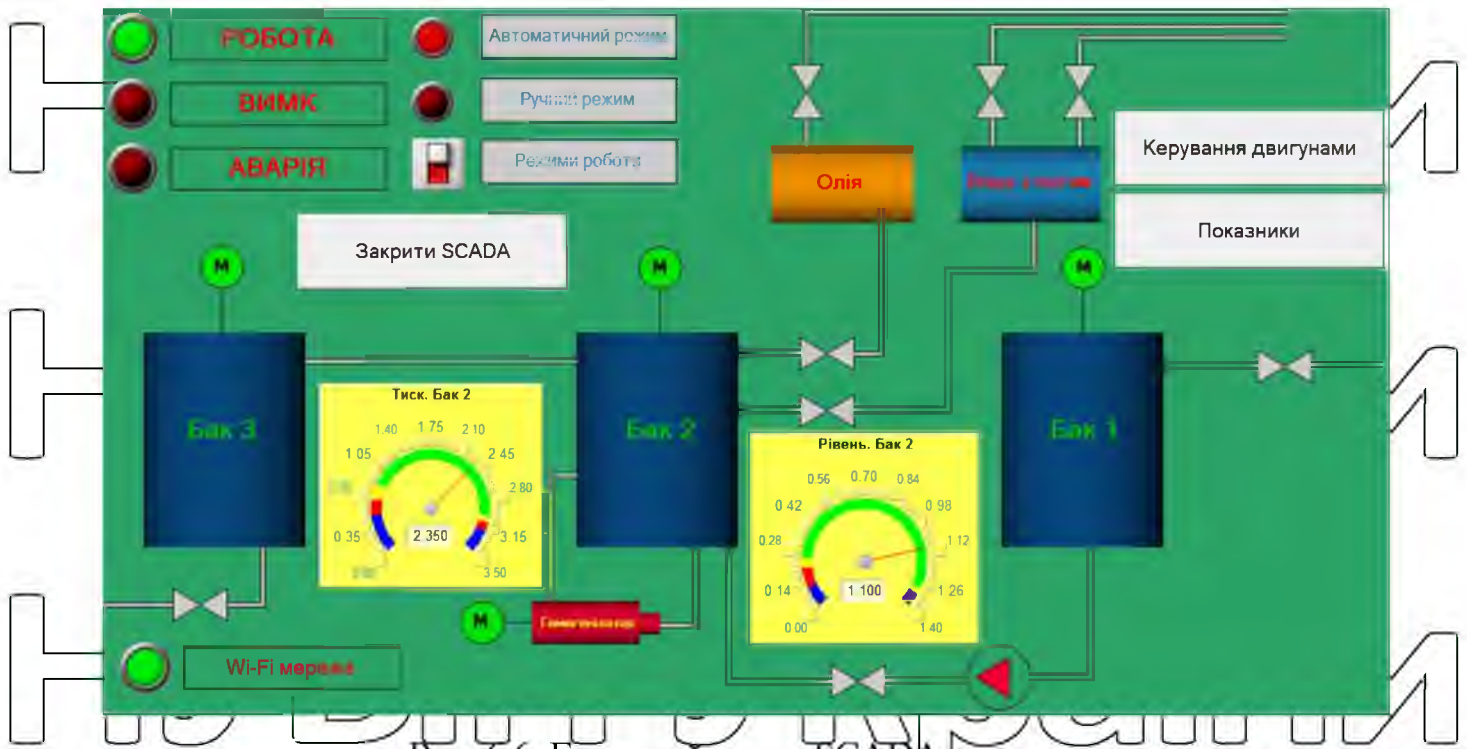 РОБОТА
Автоматичний режим
ВИМК
Ручний режим
АВАРІЯ
Режими роботи
Керування двигунами
Показники
Олія
Закрити SCADA
M
M
M
Бак 3
Бак 2
Бак 1
Тиск. Бак 2
1.75
1.40
2.10
1.05
2.45
2.80
0.35
2.350
3.15
3.50
Рівень. Бак 2
0.70
0.56
0.84
0.42
0.98
0.28
1.12
0.14
1.100
1.26
0.00
1.40
M
Wi-Fi мережа
SCADA